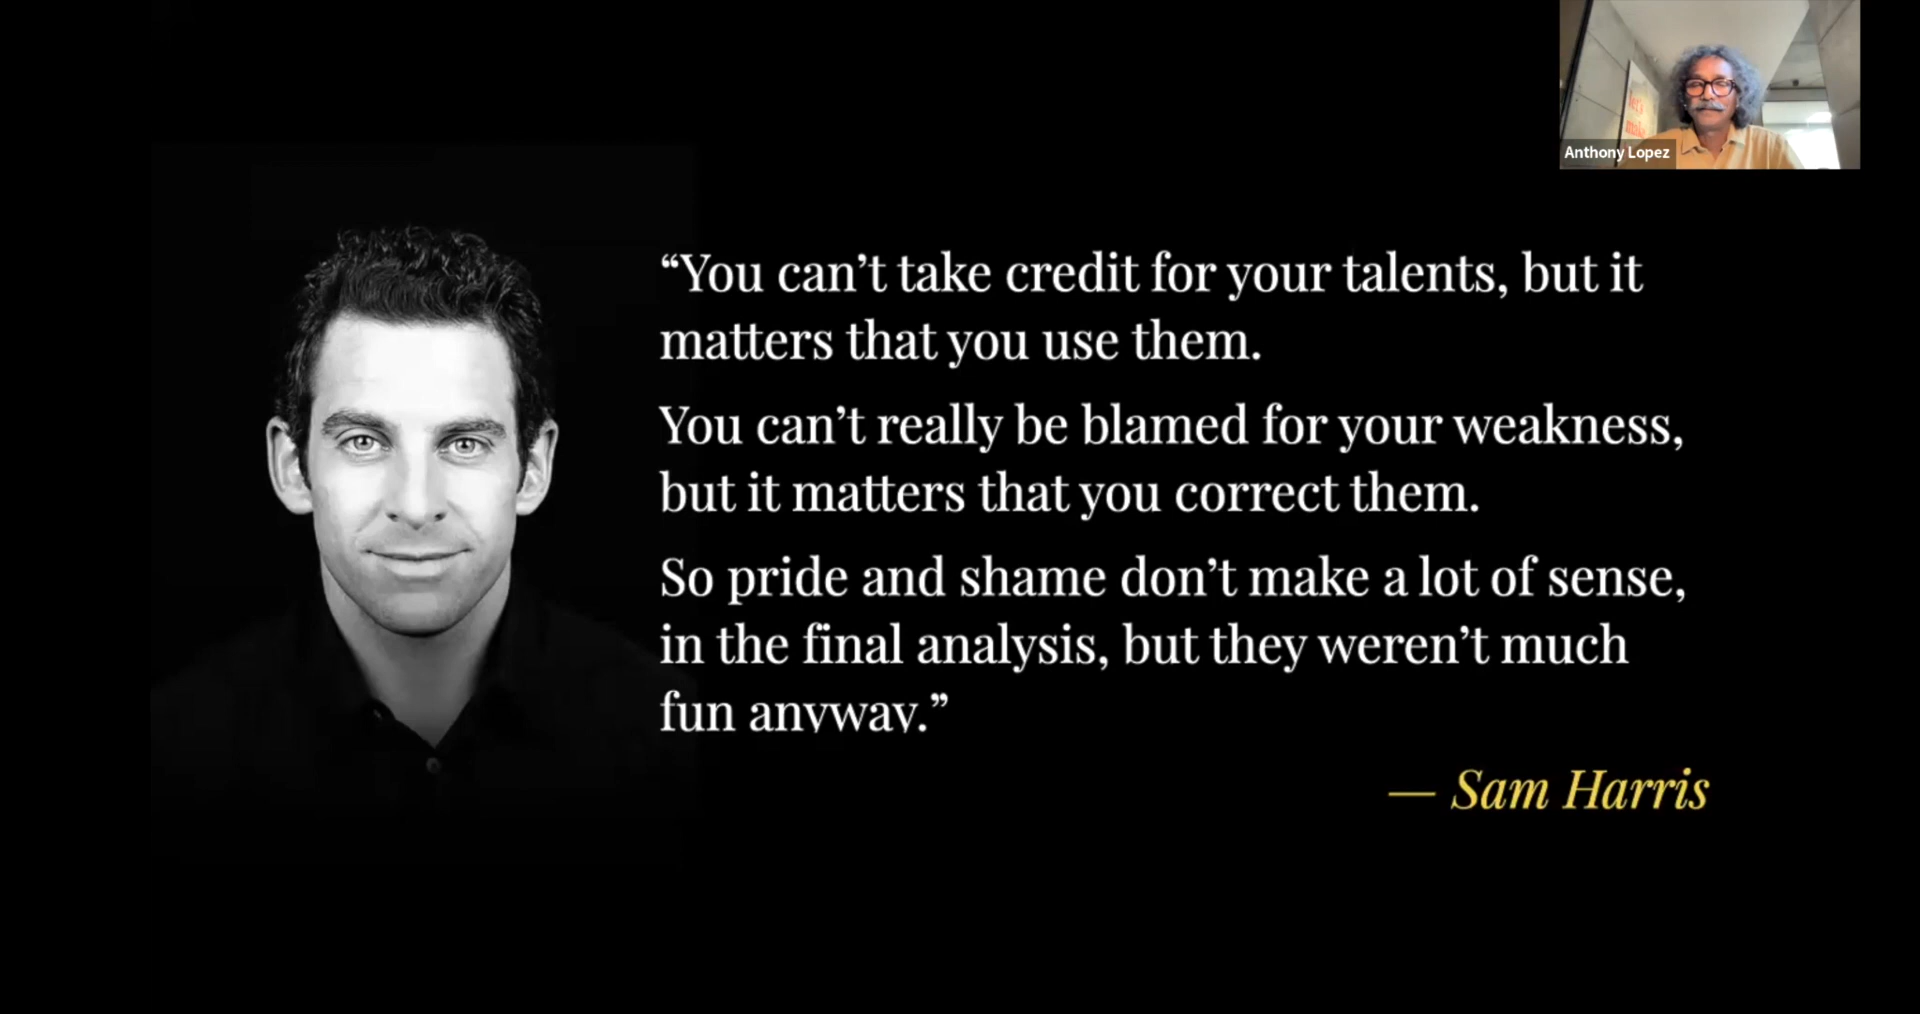 Anthony Lopez
“You can’t take credit for your talents, but it
matters that you use them.
You can’t really be blamed for your weakness,
but it matters that you correct them.
So pride and shame don’t make a lot of sense,
in the final analysis, but they weren’t much
fun anyway.”
— Sam Harris